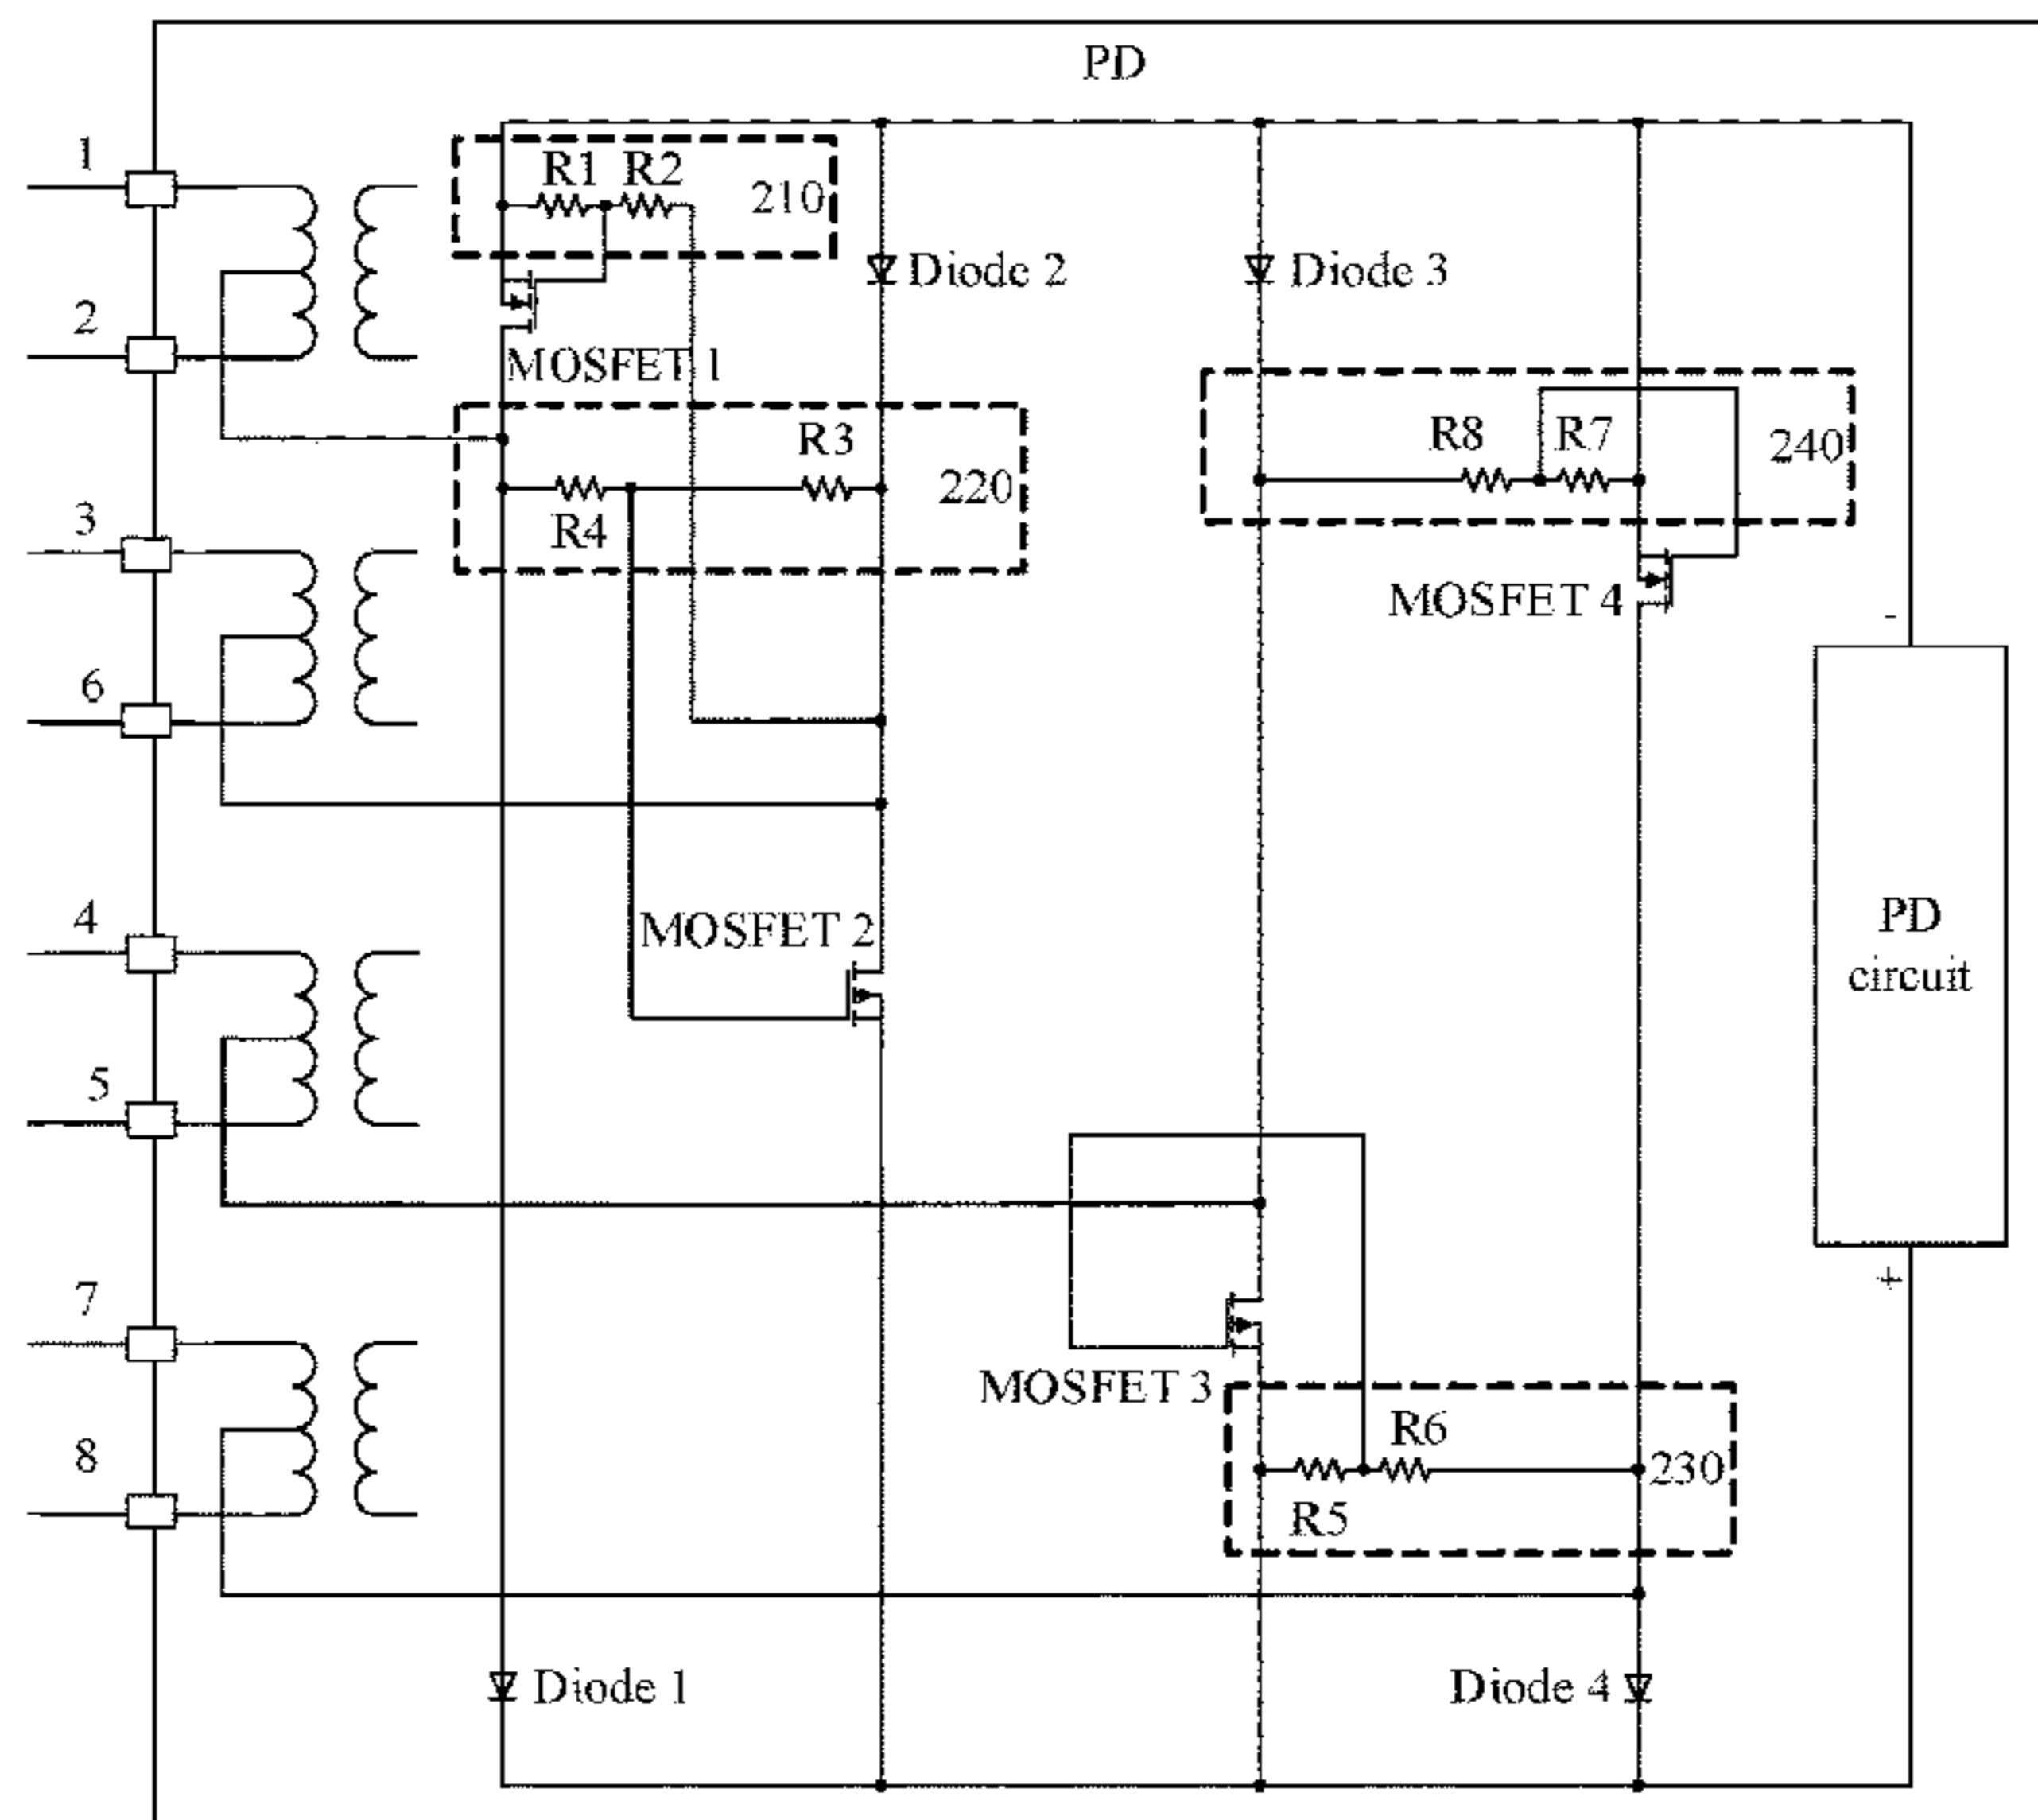 PD
1
R1
R2
210
2
Diode 2
Diode 3
MOSFET 1
R3
R8
R7
240
220
3
R4
MOSFET 4
-
6
4
MOSFET 2
PD
circuit
5
+
7
MOSFET 3
R6
8
230
R5
Diode 1
Diode 4